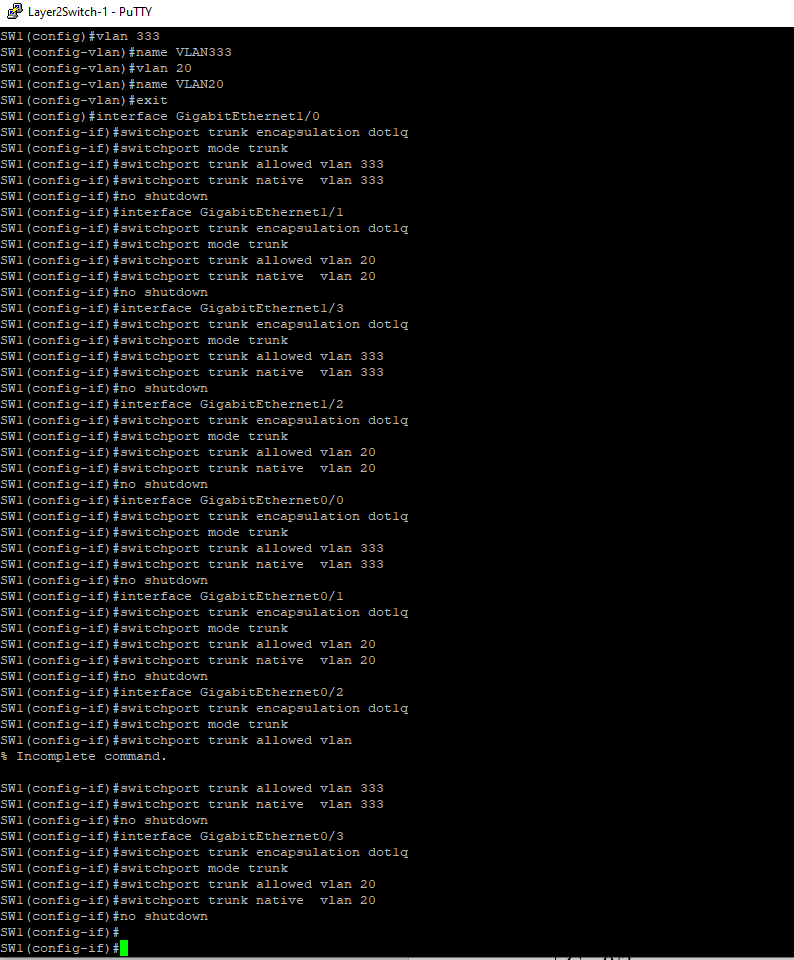 Layer2Switch-1 - PuTTY
SW1(config)#vlan 333
SW1(config-vlan)#name VLAN333
SW1(config-vlan)#vlan 20
SW1(config-vlan)#name VLAN20
SW1(config-vlan)#exit
SW1(config)#interface GigabitEthernet1/0
SW1(config-if)#switchport trunk encapsulation dot1q
SW1(config-if)#switchport mode trunk
SW1(config-if)#switchport trunk allowed vlan 333
SW1(config-if)#switchport trunk native  vlan 333
SW1(config-if)#no shutdown
SW1(config-if)#interface GigabitEthernet1/1
SW1(config-if)#switchport trunk encapsulation dot1q
SW1(config-if)#switchport mode trunk
SW1(config-if)#switchport trunk allowed vlan 20
SW1(config-if)#switchport trunk native  vlan 20
SW1(config-if)#no shutdown
SW1(config-if)#interface GigabitEthernet1/3
SW1(config-if)#switchport trunk encapsulation dot1q
SW1(config-if)#switchport mode trunk
SW1(config-if)#switchport trunk allowed vlan 333
SW1(config-if)#switchport trunk native  vlan 333
SW1(config-if)#no shutdown
SW1(config-if)#interface GigabitEthernet1/2
SW1(config-if)#switchport trunk encapsulation dot1q
SW1(config-if)#switchport mode trunk
SW1(config-if)#switchport trunk allowed vlan 20
SW1(config-if)#switchport trunk native  vlan 20
SW1(config-if)#no shutdown
SW1(config-if)#interface GigabitEthernet0/0
SW1(config-if)#switchport trunk encapsulation dot1q
SW1(config-if)#switchport mode trunk
SW1(config-if)#switchport trunk allowed vlan 333
SW1(config-if)#switchport trunk native  vlan 333
SW1(config-if)#no shutdown
SW1(config-if)#interface GigabitEthernet0/1
SW1(config-if)#switchport trunk encapsulation dot1q
SW1(config-if)#switchport mode trunk
SW1(config-if)#switchport trunk allowed vlan 20
SW1(config-if)#switchport trunk native  vlan 20
SW1(config-if)#no shutdown
SW1(config-if)#interface GigabitEthernet0/2
SW1(config-if)#switchport trunk encapsulation dot1q
SW1(config-if)#switchport mode trunk
SW1(config-if)#switchport trunk allowed vlan
% Incomplete command.
SW1(config-if)#switchport trunk allowed vlan 333
SW1(config-if)#switchport trunk native  vlan 333
SW1(config-if)#no shutdown
SW1(config-if)#interface GigabitEthernet0/3
SW1(config-if)#switchport trunk encapsulation dot1q
SW1(config-if)#switchport mode trunk
SW1(config-if)#switchport trunk allowed vlan 20
SW1(config-if)#switchport trunk native  vlan 20
SW1(config-if)#no shutdown
SW1(config-if)#
SW1(config-if)#